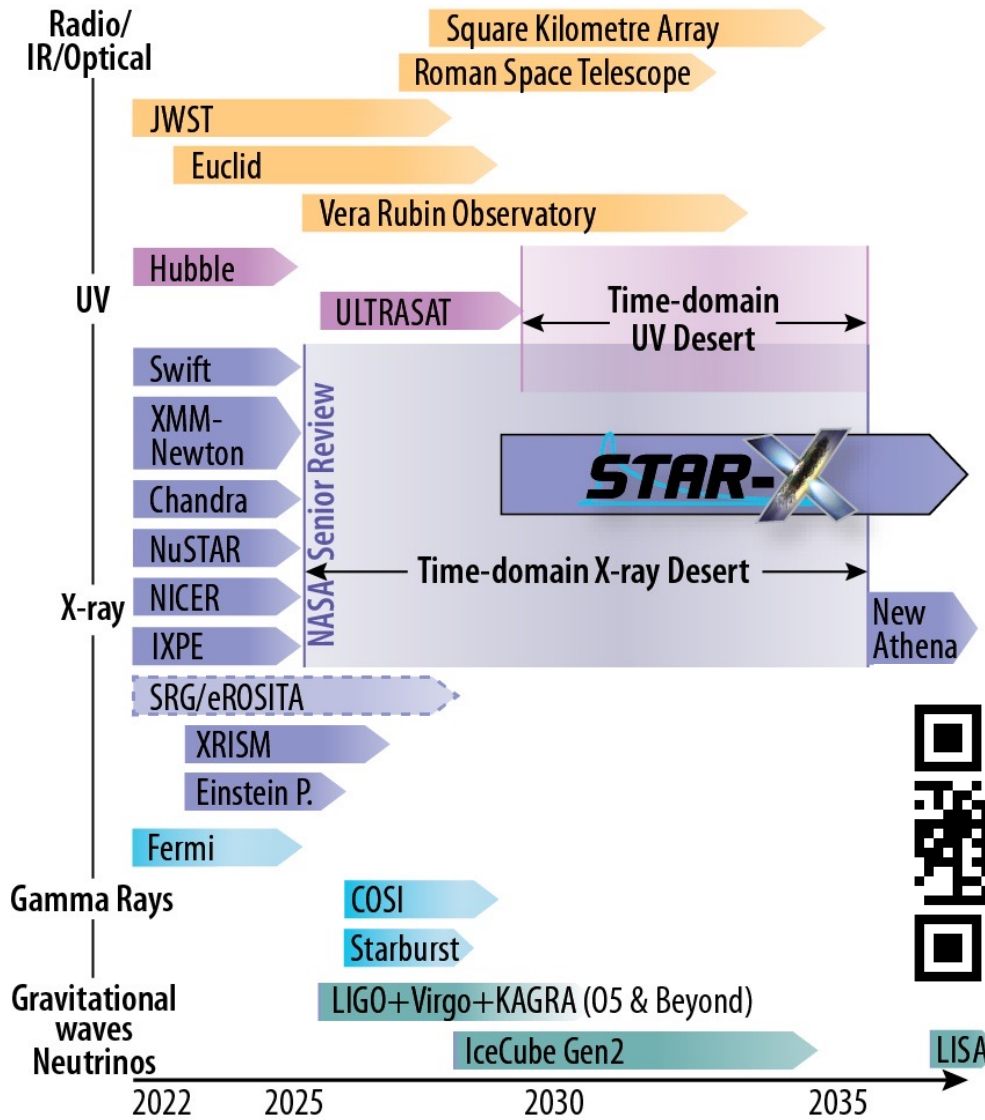 Radio/
IR/Optical
Square Kilometre Array
Roman Space Telescope
JWST
Euclid
Vera Rubin Observatory
Hubble
UV
ULTRASAT
Time-domain
UV Desert
Swift
XMM-
Newton
Chandra
NuSTAR
NICER
IXPE
NASA Senior Review
STAR-X
Time-domain X-ray Desert
X-ray
New
Athena
SRG/eROSITA
XRISM
Einstein P.
Fermi
Gamma Rays
COSI
Starburst
Gravitational
waves
Neutrinos
LIGO+Virgo+KAGRA (O5 & Beyond)
IceCube Gen2
LISA
2022 2025 2030 2035